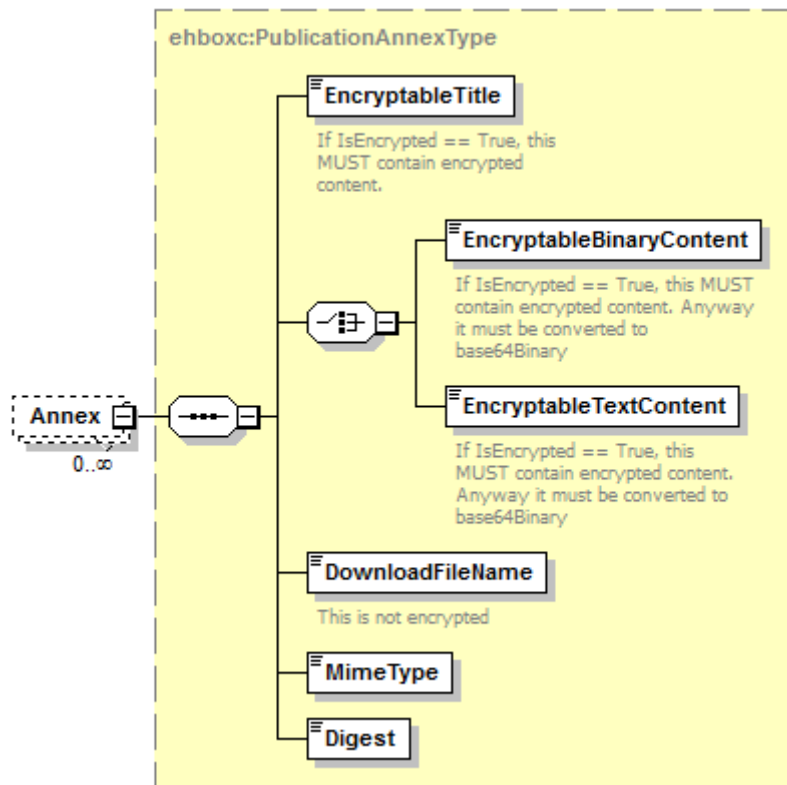 ehboxc:PublicationAnnexType
EncryptableTitle
If IsEncrypted == True, this
MUST contain encrypted
content.
EncryptableBinaryContent
If IsEncrypted == True, this MUST
contain encrypted content. Anyway
it must be converted to
base64Binary
Annex
0..∞
EncryptableTextContent
If IsEncrypted == True, this
MUST contain encrypted content.
Anyway it must be converted to
base64Binary
DownloadFileName
This is not encrypted
MimeType
Digest